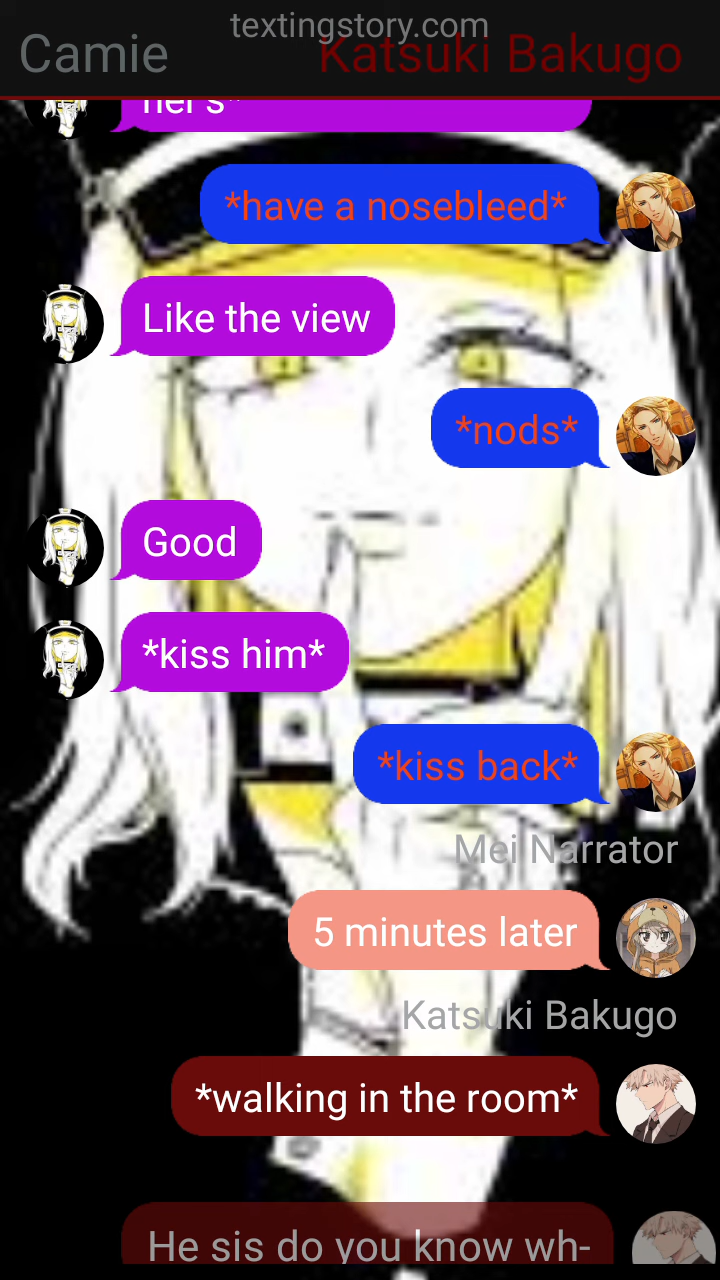 textingstory.com
Camie
Katsuki Bakugo
her's"
*have a nosebleed*
Like the view
*nods*
Good
*kiss him*
*kiss back*
Mei Narrator
5 minutes later
Katsuki Bakugo
*walking in the room*
He sis do you know wh-